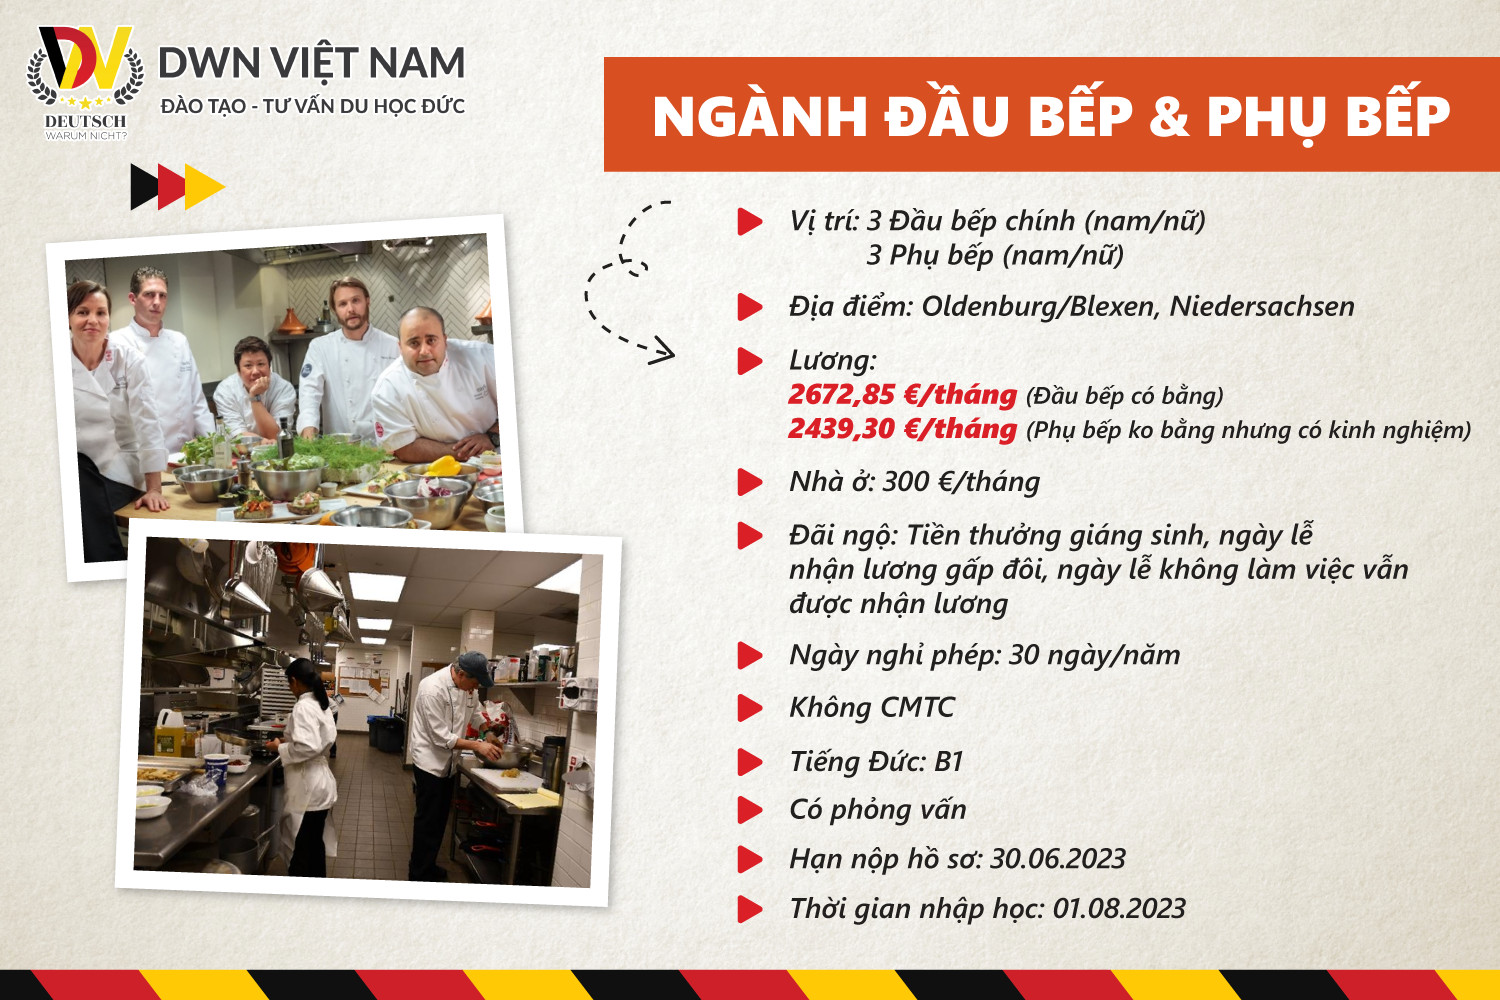 DWN VIỆT NAM
ĐÀO TẠO - TƯ VẤN DU HỌC ĐỨC
DEUTSCH
WARUM NICHT?
NGÀNH ĐẦU BẾP & PHỤ BẾP
Vị trí: 3 Đầu bếp chính (nam/nữ)
3 Phụ bếp (nam/nữ)
Địa điểm: Oldenburg/Blexen, Niedersachsen
Lương:
2672,85 €/tháng (Đầu bếp có bằng)
2439,30 €/tháng (Phụ bếp ko bằng nhưng có kinh nghiệm)
Nhà ở: 300 €/tháng
Đãi ngộ: Tiền thưởng giáng sinh, ngày lễ
nhận lương gấp đôi, ngày lễ không làm việc vẫn
được nhận lương
Ngày nghỉ phép: 30 ngày/năm
Không CMTC
Tiếng Đức: B1
Có phỏng vấn
Hạn nộp hồ sơ: 30.06.2023
Thời gian nhập học: 01.08.2023